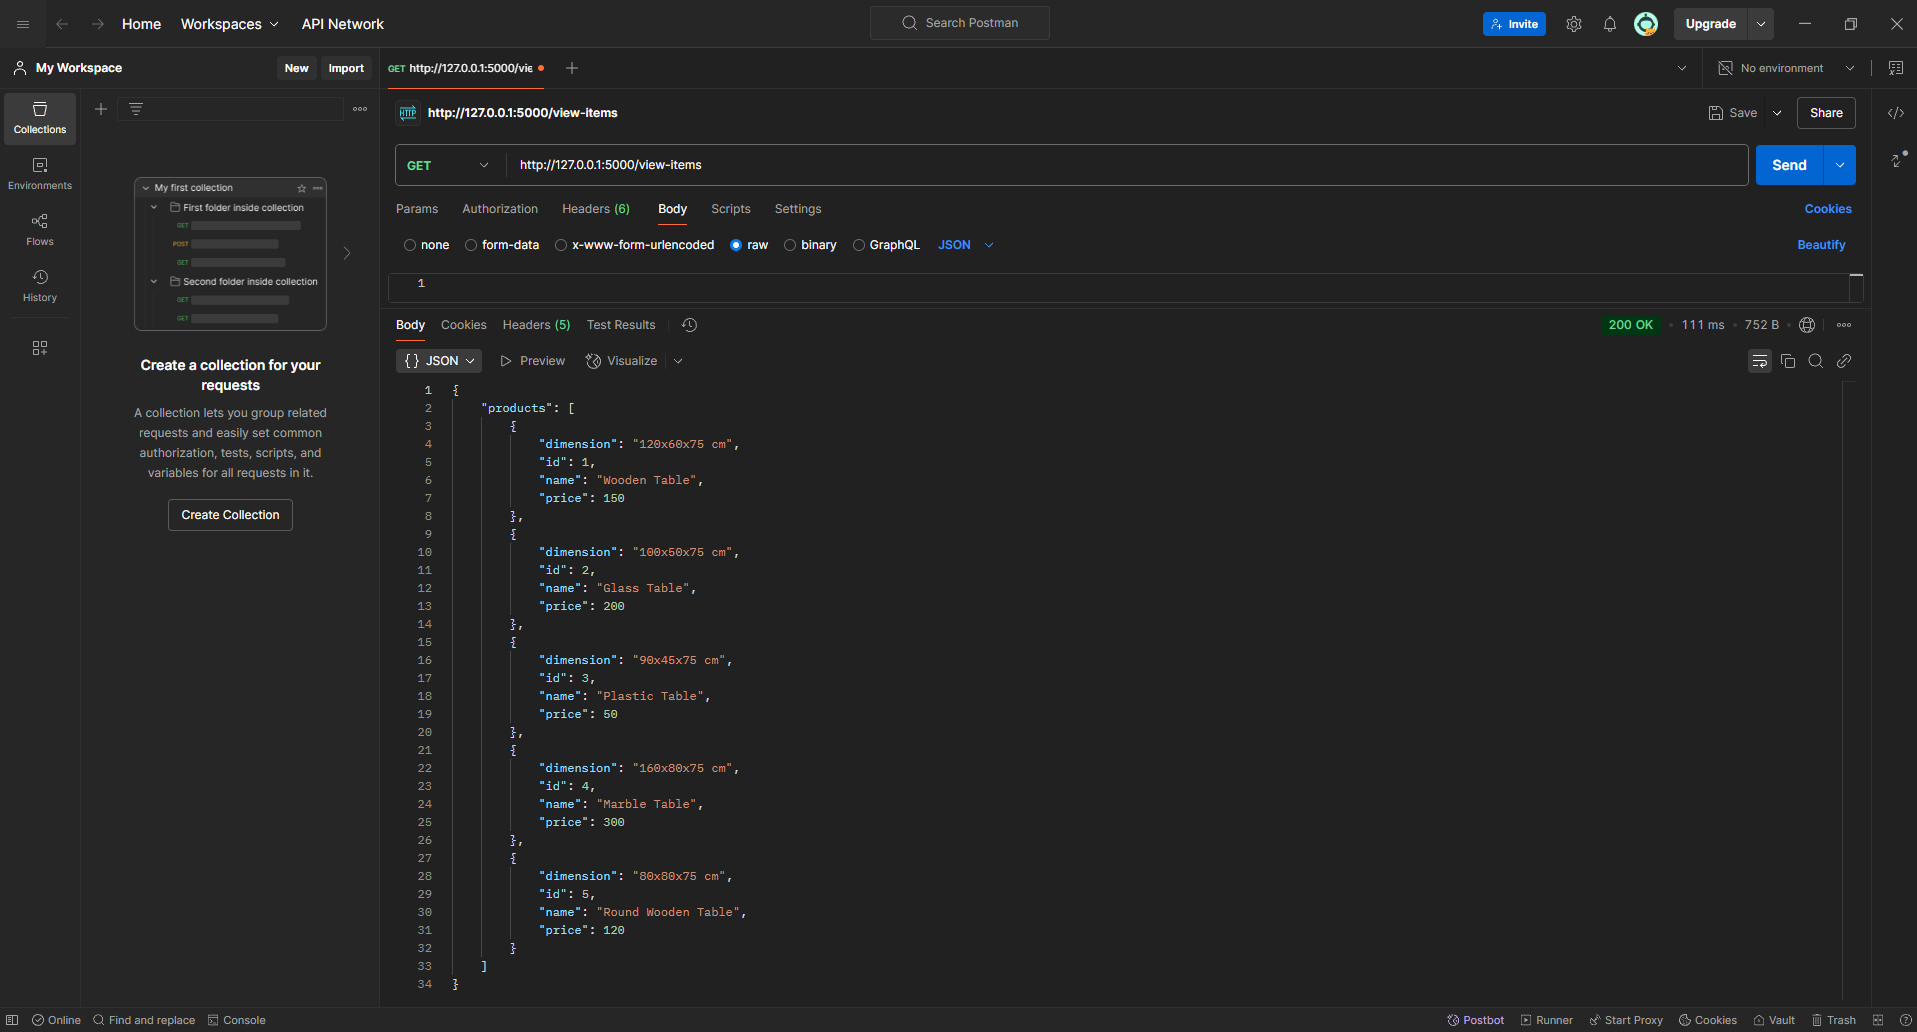 Home Workspaces API Network Search Postman Invite Upgrade
My Workspace New Import GET http://127.0.0.1:5000/vie No environment
Collections
Environments
Flows
History
My first collection
First folder inside collection
GET
POST
GET
Second folder inside collection
GET
GET
Create a collection for your
requests
A collection lets you group related
requests and easily set common
authorization, tests, scripts, and
variables for all requests in it.
Create Collection
HTTP http://127.0.0.1:5000/view-items Save Share
GET http://127.0.0.1:5000/view-items Send
Params Authorization Headers (6) Body Scripts Settings Cookies
none form-data x-www-form-urlencoded raw binary GraphQL JSON Beautify
1
Body Cookies Headers (5) Test Results 200 OK • 111 ms • 752 B •
{} JSON Preview Visualize
1 {
2 "products": [
3 {
4 "dimension": "120x60x75 cm",
5 "id": 1,
6 "name": "Wooden Table",
7 "price": 150
8 },
9 {
10 "dimension": "100x50x75 cm",
11 "id": 2,
12 "name": "Glass Table",
13 "price": 200
14 },
15 {
16 "dimension": "90x45x75 cm",
17 "id": 3,
18 "name": "Plastic Table",
19 "price": 50
20 },
21 {
22 "dimension": "160x80x75 cm",
23 "id": 4,
24 "name": "Marble Table",
25 "price": 300
26 },
27 {
28 "dimension": "80x80x75 cm",
29 "id": 5,
30 "name": "Round Wooden Table",
31 "price": 120
32 }
33 ]
34 }
Online Find and replace Console Postbot Runner Start Proxy Cookies Vault Trash